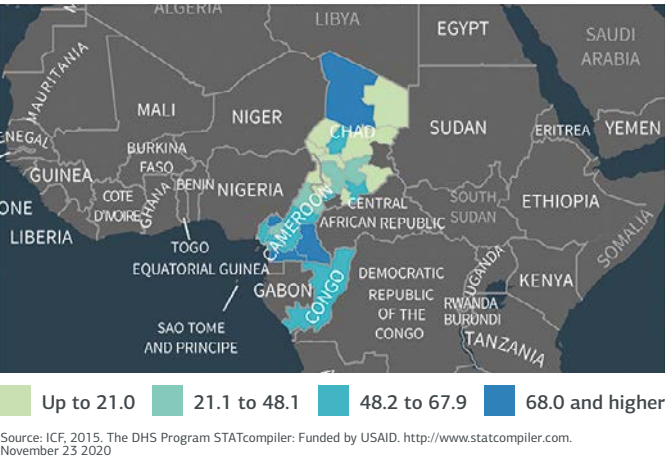 ALGERIA
LIBYA
EGYPT
SAUDI
ARABIA
MAURITANIA
MALI
NIGER
CHAD
SUDAN
ERITREA
YEMEN
ENEGAL
BURKINA
FASO
GUINEA
BENIN
NIGERIA
COTE
D'IVOIRE
GHANA
CENTRAL
AFRICAN REPUBLIC
SOUTH
SUDAN
ETHIOPIA
ONE
LIBERIA
CAMEROON
SOMALIA
TOGO
EQUATORIAL GUINEA
GABON
CONGO
DEMOCRATIC
REPUBLIC
OF THE
CONGO
UGANDA
KENYA
RWANDA
BURUNDI
SAO TOME
AND PRINCIPE
TANZANIA
Up to 21.0
21.1 to 48.1
48.2 to 67.9
68.0 and higher
Source: ICF, 2015. The DHS Program STATcompiler: Funded by USAID. http://www.statcompiler.com.
November 23 2020